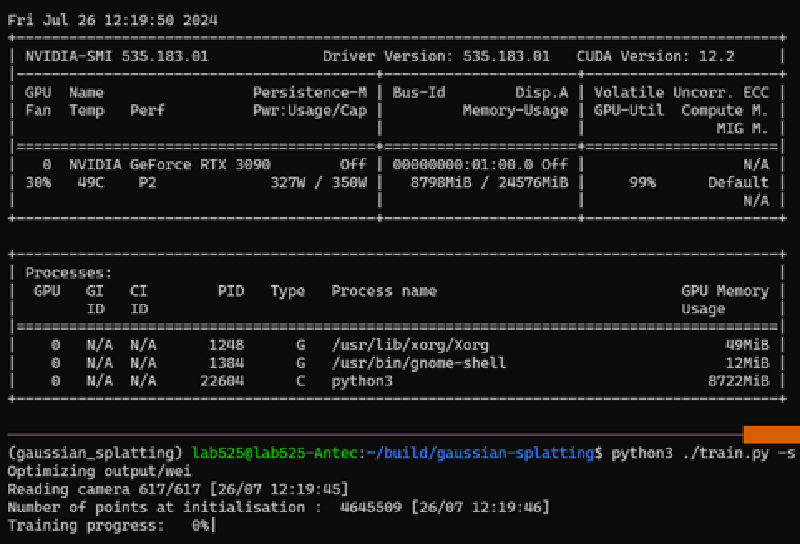 Fri Jul 26 12:19:50 2024
NVIDIA-SMI 535.183.01 Driver Version: 535.183.01 CUDA Version: 12.2
GPU Name Persistence-M | Bus-Id Disp.A | Volatile Uncorr. ECC
Fan Temp Perf Pwr:Usage/Cap | Memory-Usage | GPU-Util Compute M.
MIG M.
0 NVIDIA GeForce RTX 3090 Off | 00000000:01:00.0 Off | N/A
30% 49C P2 327W / 350W | 8798MiB / 24576MiB | 99% Default
N/A
Processes:
GPU GI CI PID Type Process name GPU Memory
ID ID Usage
0 N/A N/A 1248 G /usr/lib/xorg/Xorg 49MiB
0 N/A N/A 1384 G /usr/bin/gnome-shell 12MiB
0 N/A N/A 22604 C python3 8722MiB
(gaussian_splatting) lab525@lab525-Antec:~/build/gaussian-splatting$ python3 ./train.py -s
Optimizing output/wei
Reading camera 617/617 [26/07 12:19:45]
Number of points at initialisation : 4645509 [26/07 12:19:46]
Training progress: 0%|